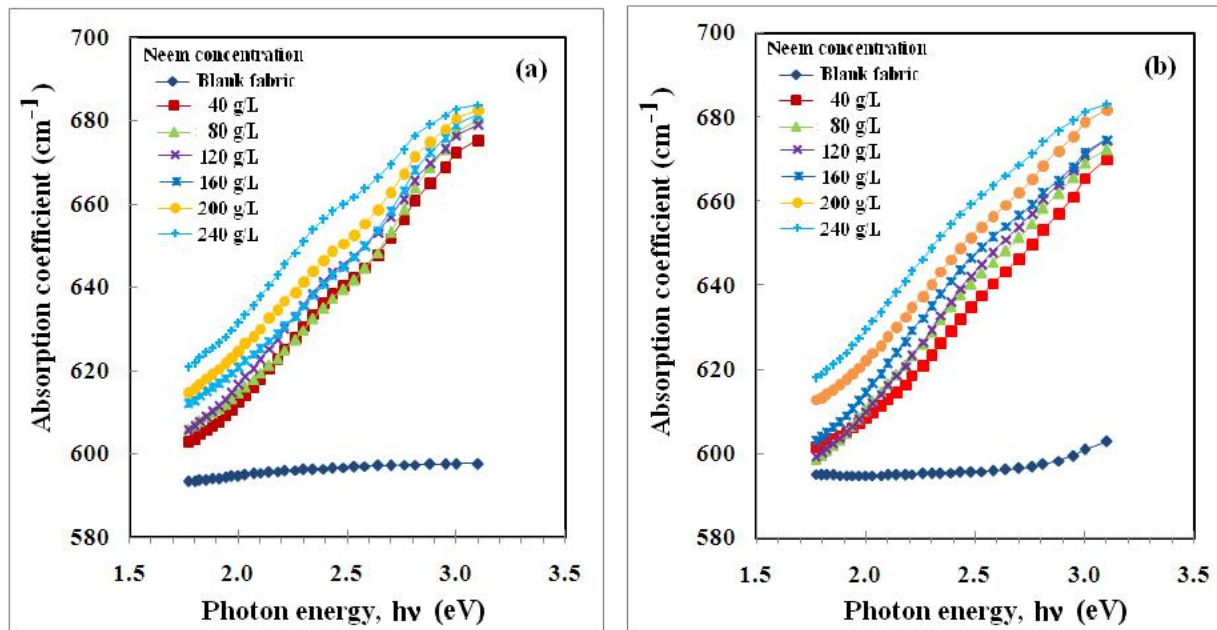 700
680
660
640
620
600
580
Absorption coefficient (cm⁻¹)
Neem concentration
Blank fabric
40 g/L
80 g/L
120 g/L
160 g/L
200 g/L
240 g/L
(a)
1.5 2.0 2.5 3.0 3.5
Photon energy, hν (eV)
700
680
660
640
620
600
580
Absorption coefficient (cm⁻¹)
Neem concentration
Blank fabric
40 g/L
80 g/L
120 g/L
160 g/L
200 g/L
240 g/L
(b)
1.5 2.0 2.5 3.0 3.5
Photon energy, hν (eV)